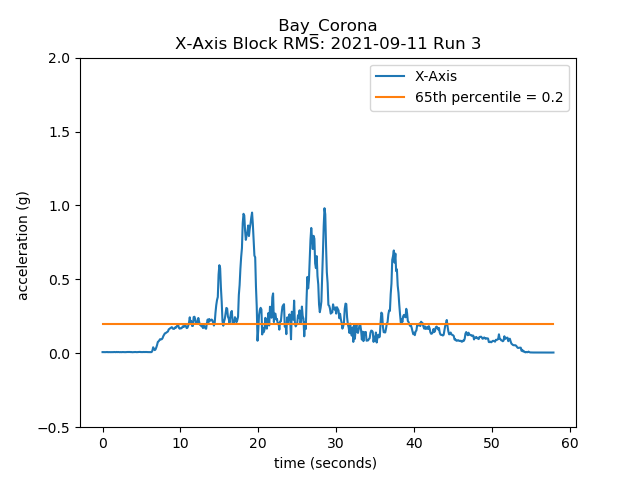 Bay_Corona
X-Axis Block RMS: 2021-09-11 Run 3
X-Axis
65th percentile = 0.2
acceleration (g)
2.0
1.5
1.0
0.5
0.0
−0.5
0 10 20 30 40 50 60
time (seconds)